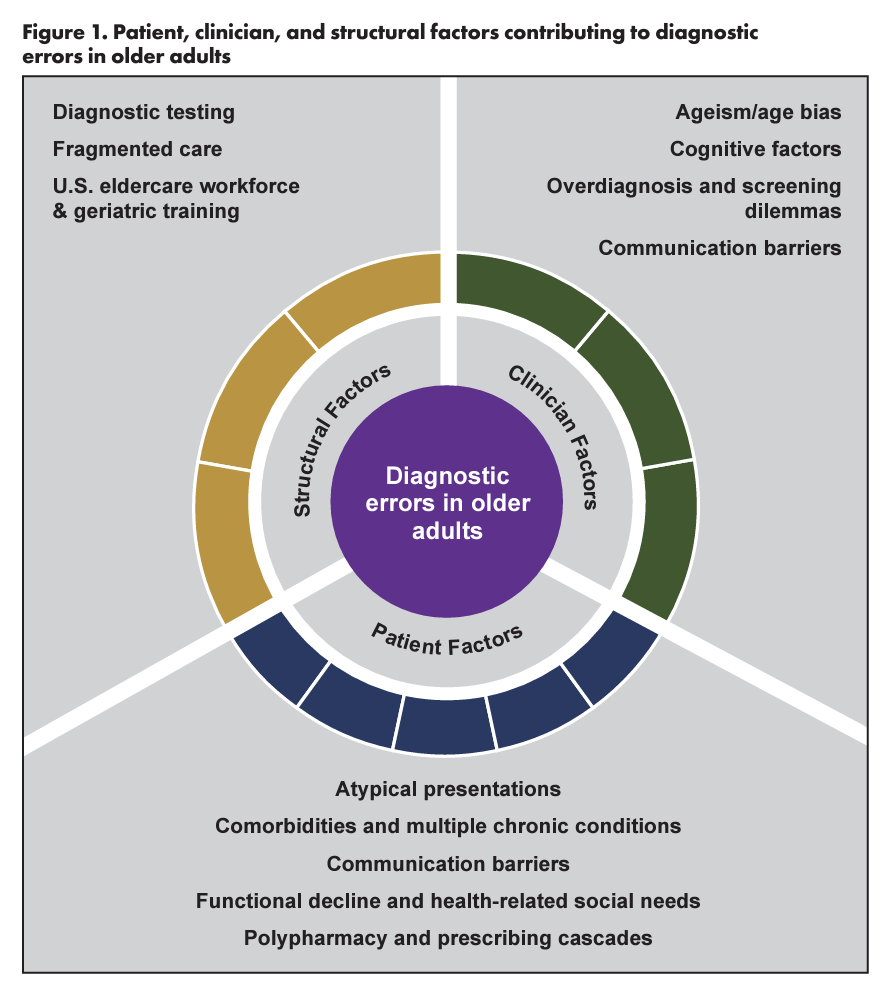 Figure 1. Patient, clinician, and structural factors contributing to diagnostic
errors in older adults
Diagnostic testing
Fragmented care
U.S. eldercare workforce
& geriatric training
Ageism/age bias
Cognitive factors
Overdiagnosis and screening
dilemmas
Communication barriers
Structural Factors
Clinician Factors
Diagnostic
errors in older
adults
Patient Factors
Atypical presentations
Comorbidities and multiple chronic conditions
Communication barriers
Functional decline and health-related social needs
Polypharmacy and prescribing cascades